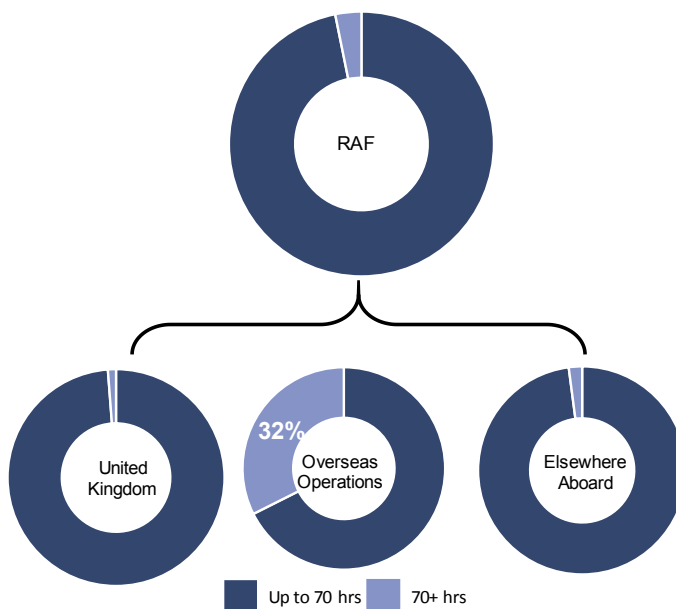 RAF
United
Kingdom
32%
Overseas
Operations
Elsewhere
Aboard
Up to 70 hrs
70+ hrs